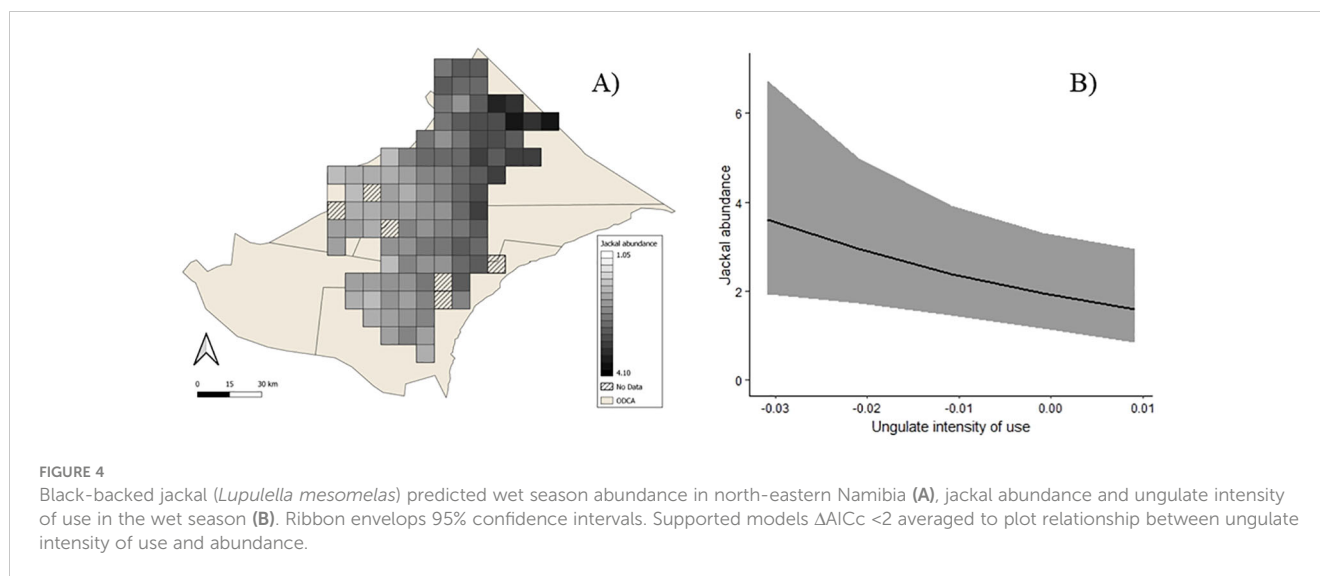 A)
Jackal abundance
1.05
4.10
No Data
ODCA
0 15 30 km
B)
Jackal abundance
6
4
2
0
-0.03 -0.02 -0.01 0.00 0.01
Ungulate intensity of use
FIGURE 4
Black-backed jackal (Lupulella mesomelas) predicted wet season abundance in north-eastern Namibia (A), jackal abundance and ungulate intensity
of use in the wet season (B). Ribbon envelops 95% confidence intervals. Supported models ΔAICc <2 averaged to plot relationship between ungulate
intensity of use and abundance.